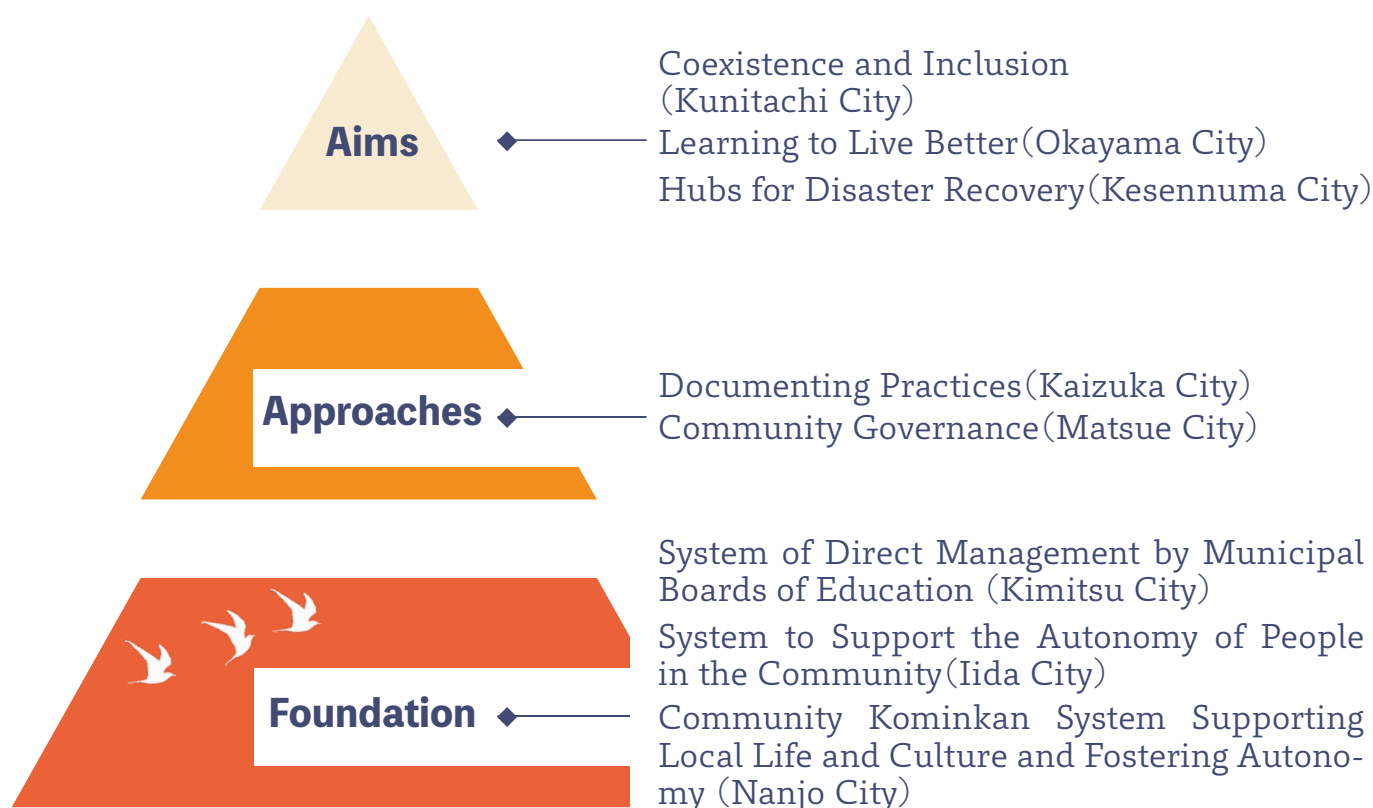 Aims
Coexistence and Inclusion
(Kunitachi City)
Learning to Live Better(Okayama City)
Hubs for Disaster Recovery(Kesennuma City)
Approaches
Documenting Practices(Kaizuka City)
Community Governance(Matsue City)
Foundation
System of Direct Management by Municipal
Boards of Education (Kimitsu City)
System to Support the Autonomy of People
in the Community(Iida City)
Community Kominkan System Supporting
Local Life and Culture and Fostering Autono-
my (Nanjo City)